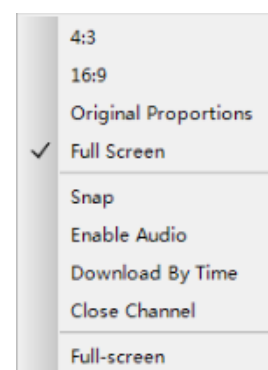 4:3
16:9
Original Proportions
Full Screen
Snap
Enable Audio
Download By Time
Close Channel
Full-screen